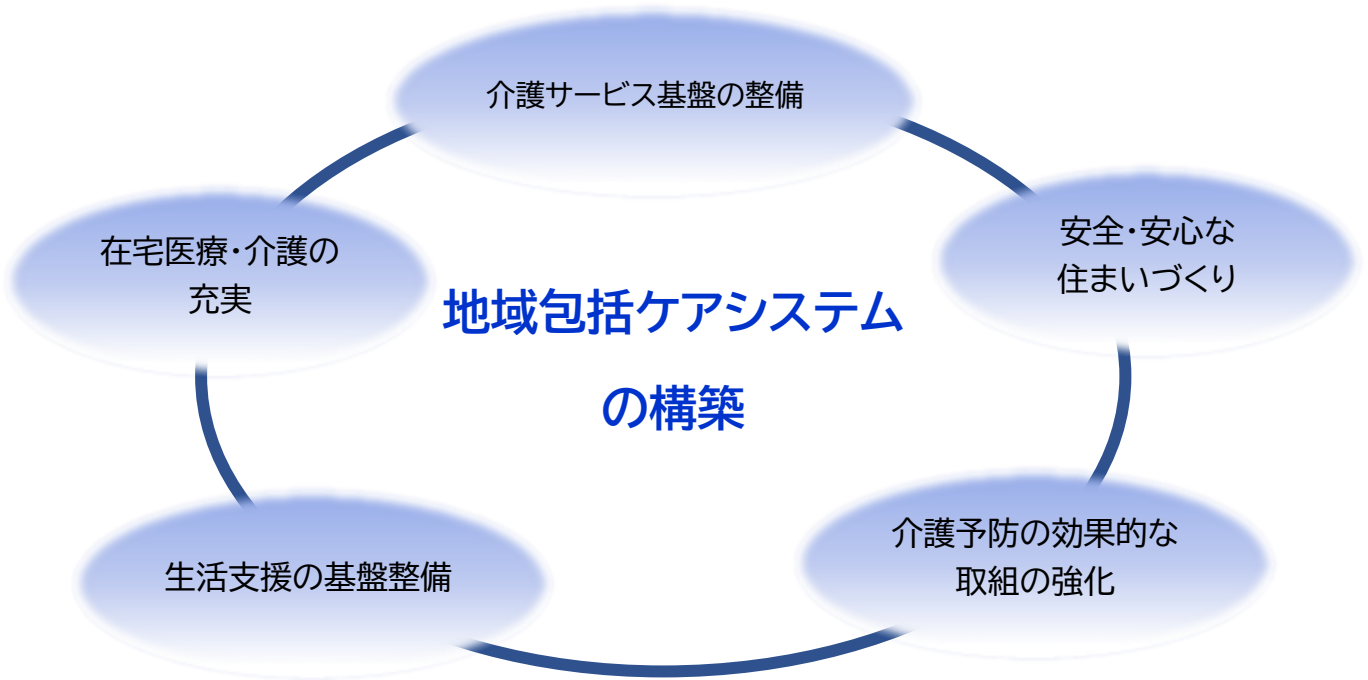 介護サービス基盤の整備
安全・安心な
住まいづくり
在宅医療・介護の
充実
地域包括ケアシステム
の構築
介護予防の効果的な
取組の強化
生活支援の基盤整備